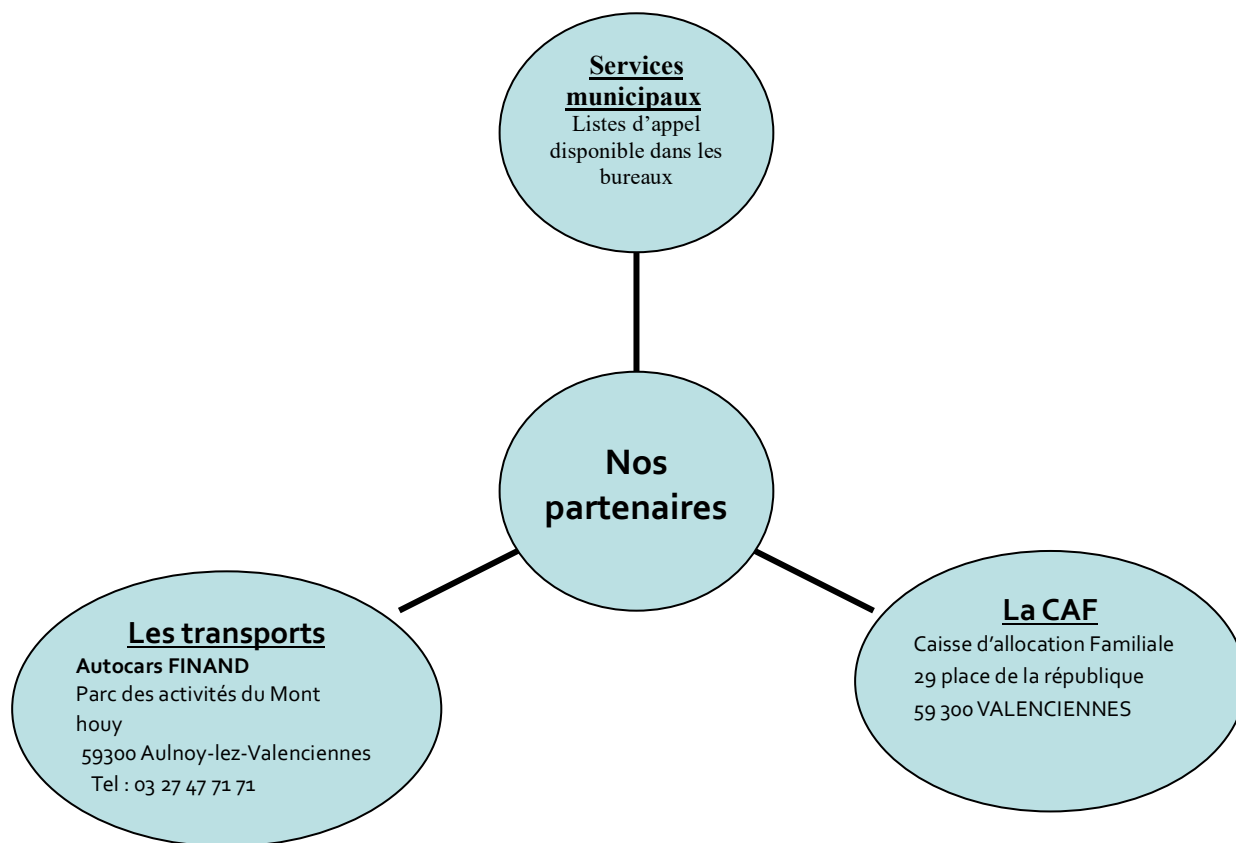 Services
municipaux
Listes d’appel
disponible dans les
bureaux
Nos
partenaires
Les transports
Autocars FINAND
Parc des activités du Mont
houy
59300 Aulnoy-lez-Valenciennes
Tel : 03 27 47 71 71
La CAF
Caisse d’allocation Familiale
29 place de la république
59 300 VALENCIENNES